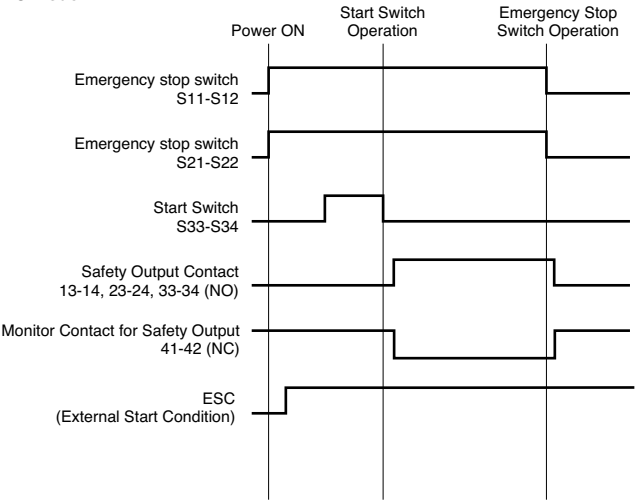 Power ON
Start Switch
Operation
Emergency Stop
Switch Operation
Emergency stop switch
S11-S12
Emergency stop switch
S21-S22
Start Switch
S33-S34
Safety Output Contact
13-14, 23-24, 33-34 (NO)
Monitor Contact for Safety Output
41-42 (NC)
ESC
(External Start Condition)